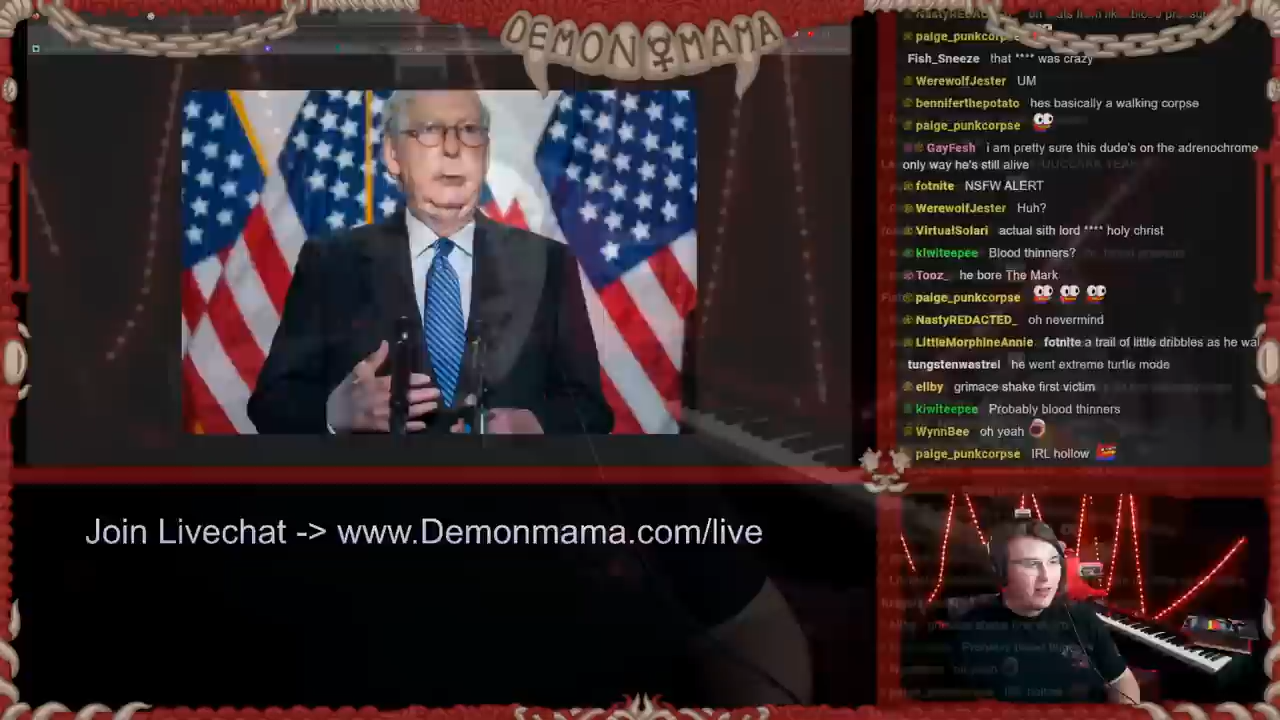 DEMON MAMA
paige_punkcorpse
Fish_Sneeze that **** was crazy
WerewolfJester UM
benniferthepotato hes basically a walking corpse
paige_punkcorpse
GayFesh i am pretty sure this dude's on the adrenochrome
only way he's still alive
fotnite NSFW ALERT
WerewolfJester Huh?
VirtualSolari actual sith lord **** holy christ
kiwiteepee Blood thinners?
Tooz_ he bore The Mark
paige_punkcorpse
NastyREDACTED_ oh nevermind
LittleMorphineAnnie fotnite a trail of little dribbles as he wal
tungstenwastrel he went extreme turtle mode
ellby grimace shake first victim
kiwiteepee Probably blood thinners
WynnBee oh yeah
paige_punkcorpse IRL hollow
Join Livechat -> www.Demonmama.com/live